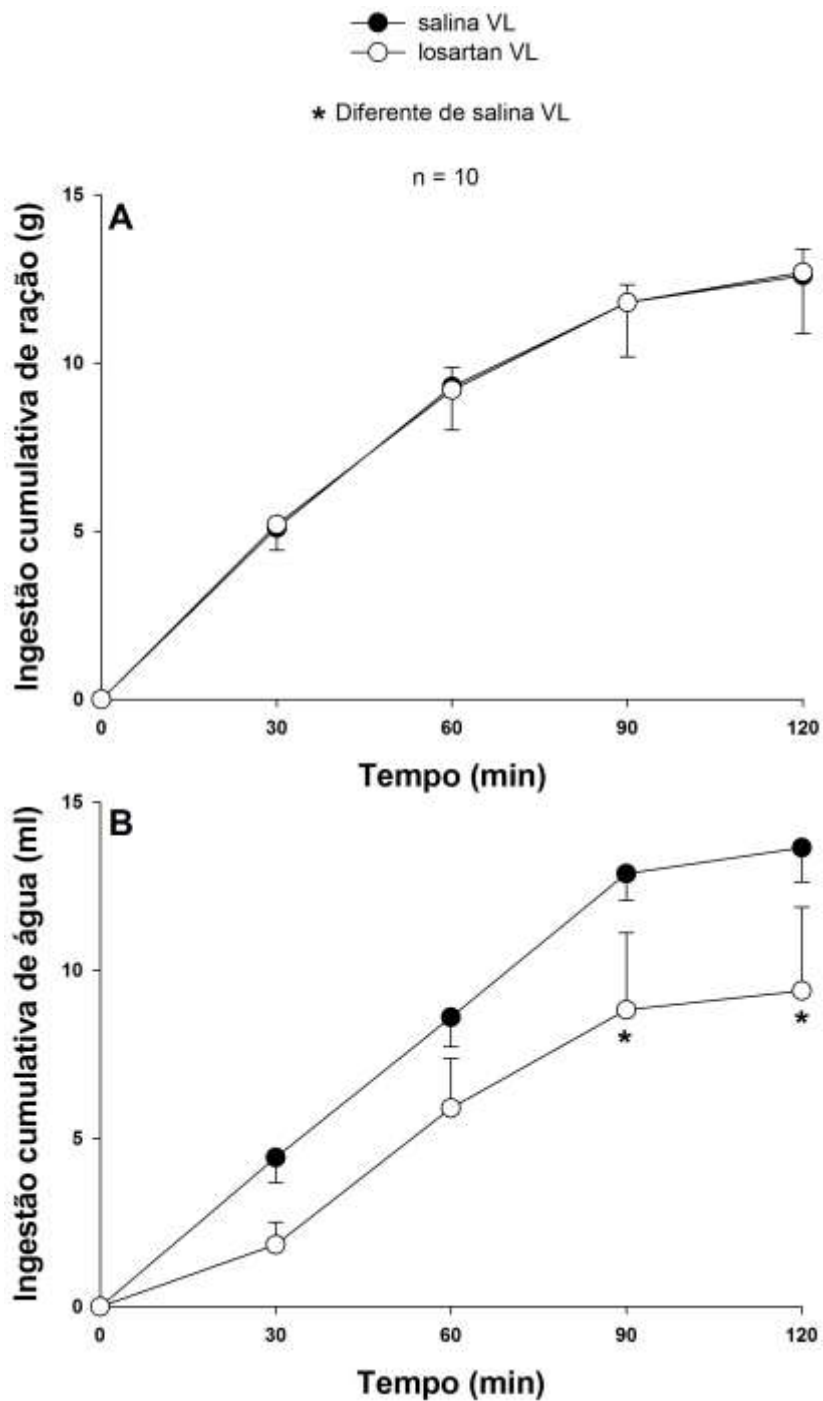 salina VL
losartan VL
* Diferente de salina VL
n = 10
A
Ingestão cumulativa de ração (g)
15
10
5
0
0 30 60 90 120
Tempo (min)
B
Ingestão cumulativa de água (ml)
15
10
5
0
* *
0 30 60 90 120
Tempo (min)